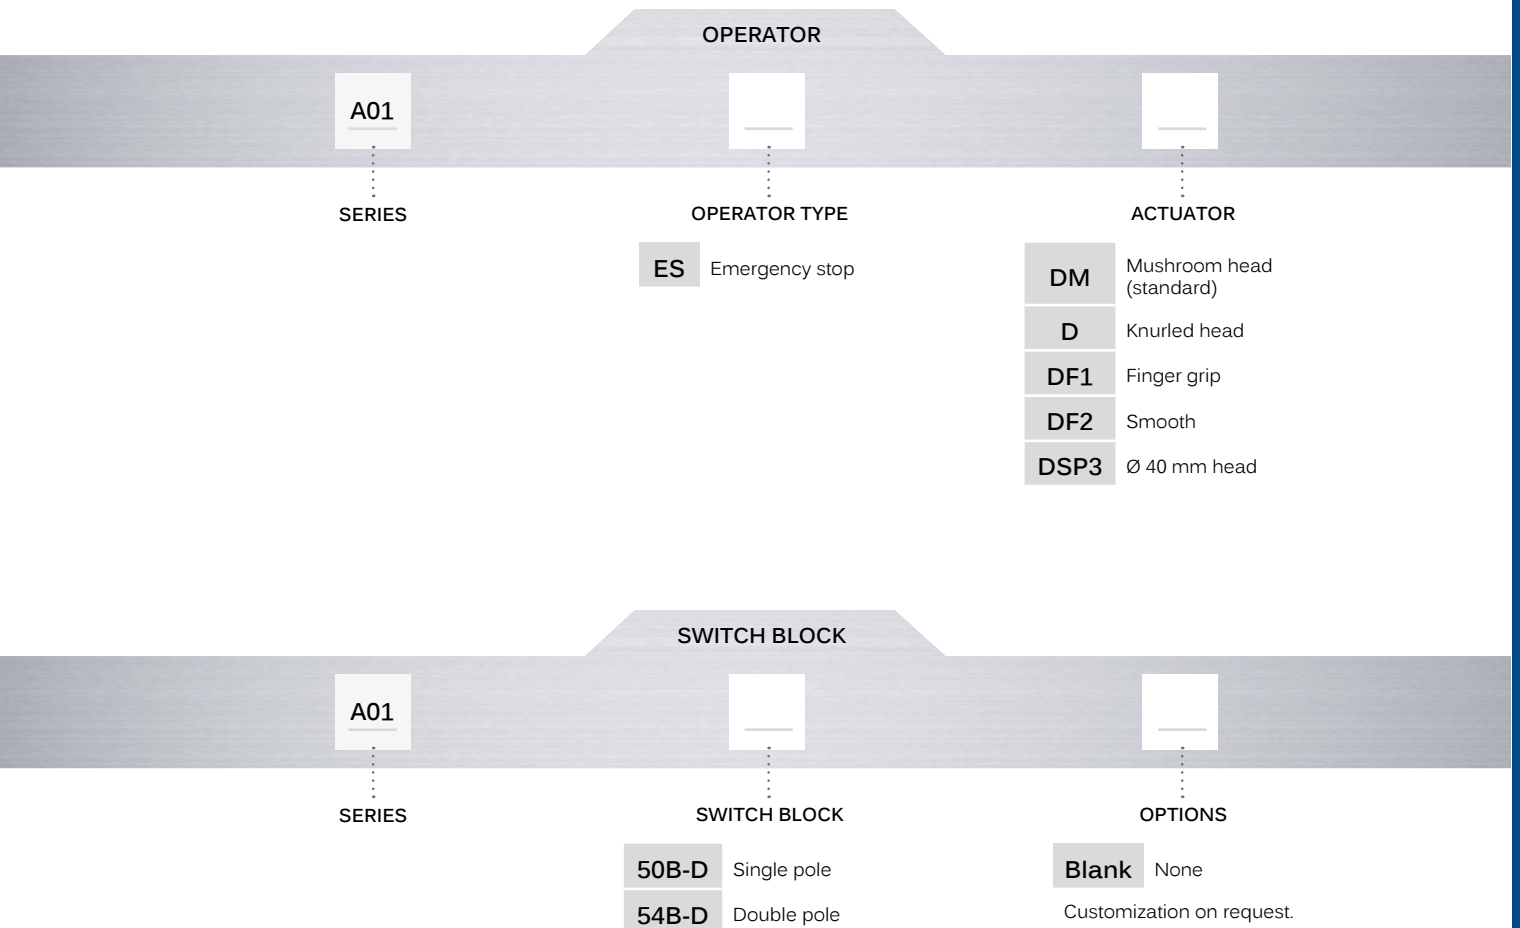 OPERATOR
A01
SERIES
OPERATOR TYPE
ACTUATOR
ES Emergency stop
DM Mushroom head
(standard)
D Knurled head
DF1 Finger grip
DF2 Smooth
DSP3 Ø 40 mm head
SWITCH BLOCK
A01
SERIES
SWITCH BLOCK
OPTIONS
50B-D Single pole
54B-D Double pole
Blank None
Customization on request.